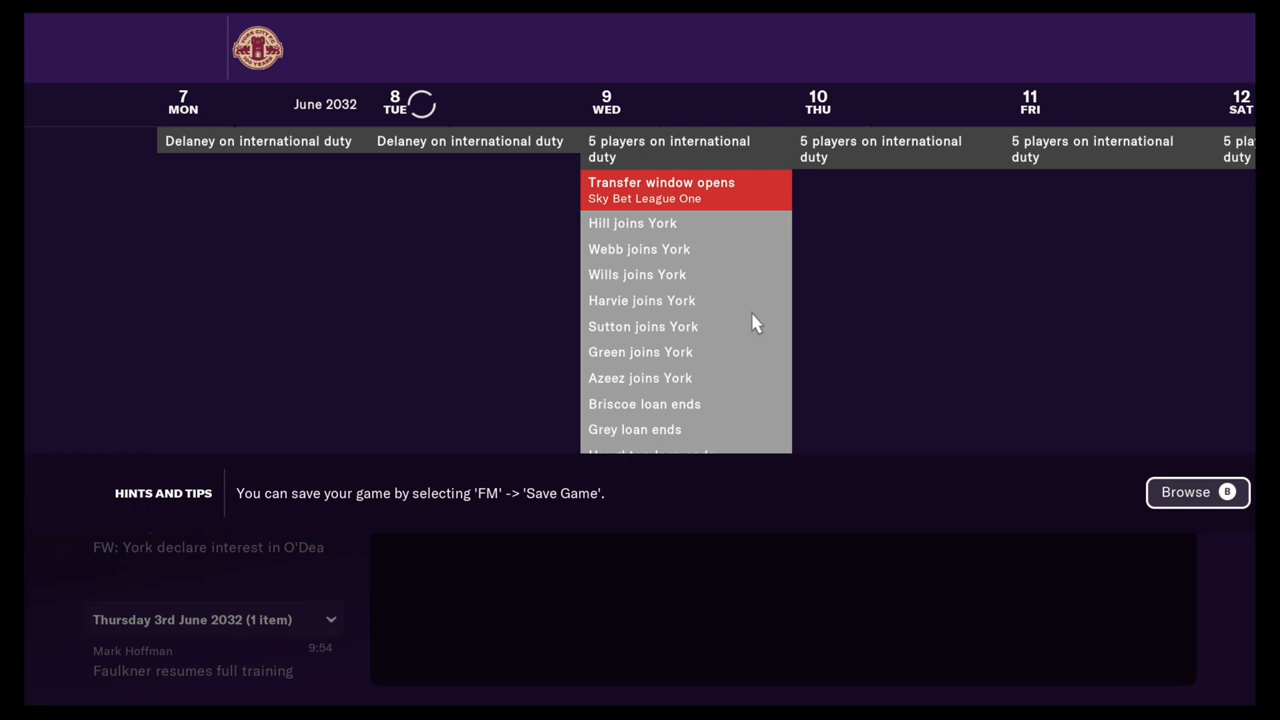 YORK CITY F.C.
7
MON
June 2032
8
TUE
9
WED
10
THU
11
FRI
12
SAT
Delaney on international duty
Delaney on international duty
5 players on international
duty
5 players on international
duty
5 players on international
duty
5 pla
duty
Transfer window opens
Sky Bet League One
Hill joins York
Webb joins York
Wills joins York
Harvie joins York
Sutton joins York
Green joins York
Azeez joins York
Briscoe loan ends
Grey loan ends
HINTS AND TIPS
You can save your game by selecting 'FM' -> 'Save Game'.
Browse B
FW: York declare interest in O'Dea
Thursday 3rd June 2032 (1 item)
Mark Hoffman
9:54
Faulkner resumes full training